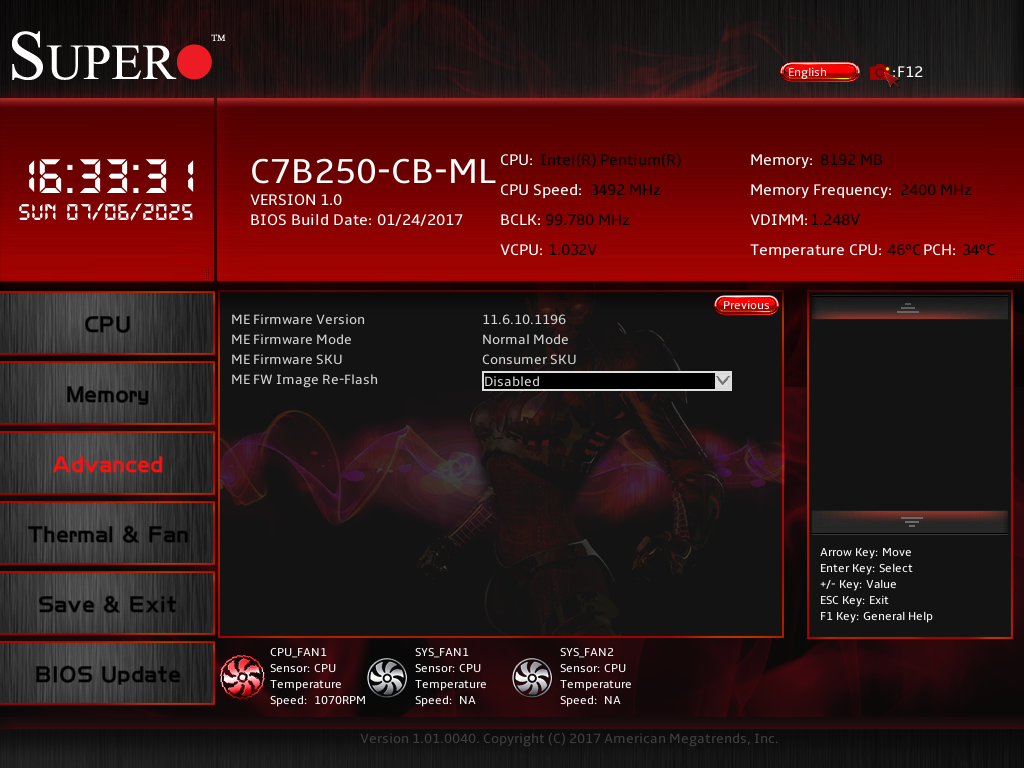 SUPER™
English
:F12
16:33:31
SUN 07/06/2025
C7B250-CB-ML
VERSION 1.0
BIOS Build Date: 01/24/2017
CPU: Intel(R) Pentium(R)
CPU Speed: 3492 MHz
BCLK: 99.780 MHz
VCPU: 1.032V
Memory: 8192 MB
Memory Frequency: 2400 MHz
VDIMM: 1.248V
Temperature CPU: 46ºC PCH: 34ºC
CPU
Memory
Advanced
Thermal & Fan
Save & Exit
BIOS Update
Previous
ME Firmware Version 11.6.10.1196
ME Firmware Mode Normal Mode
ME Firmware SKU Consumer SKU
ME FW Image Re-Flash Disabled
Arrow Key: Move
Enter Key: Select
+/- Key: Value
ESC Key: Exit
F1 Key: General Help
CPU_FAN1
Sensor: CPU
Temperature
Speed: 1070RPM
SYS_FAN1
Sensor: CPU
Temperature
Speed: NA
SYS_FAN2
Sensor: CPU
Temperature
Speed: NA
Version 1.01.0040. Copyright (C) 2017 American Megatrends, Inc.